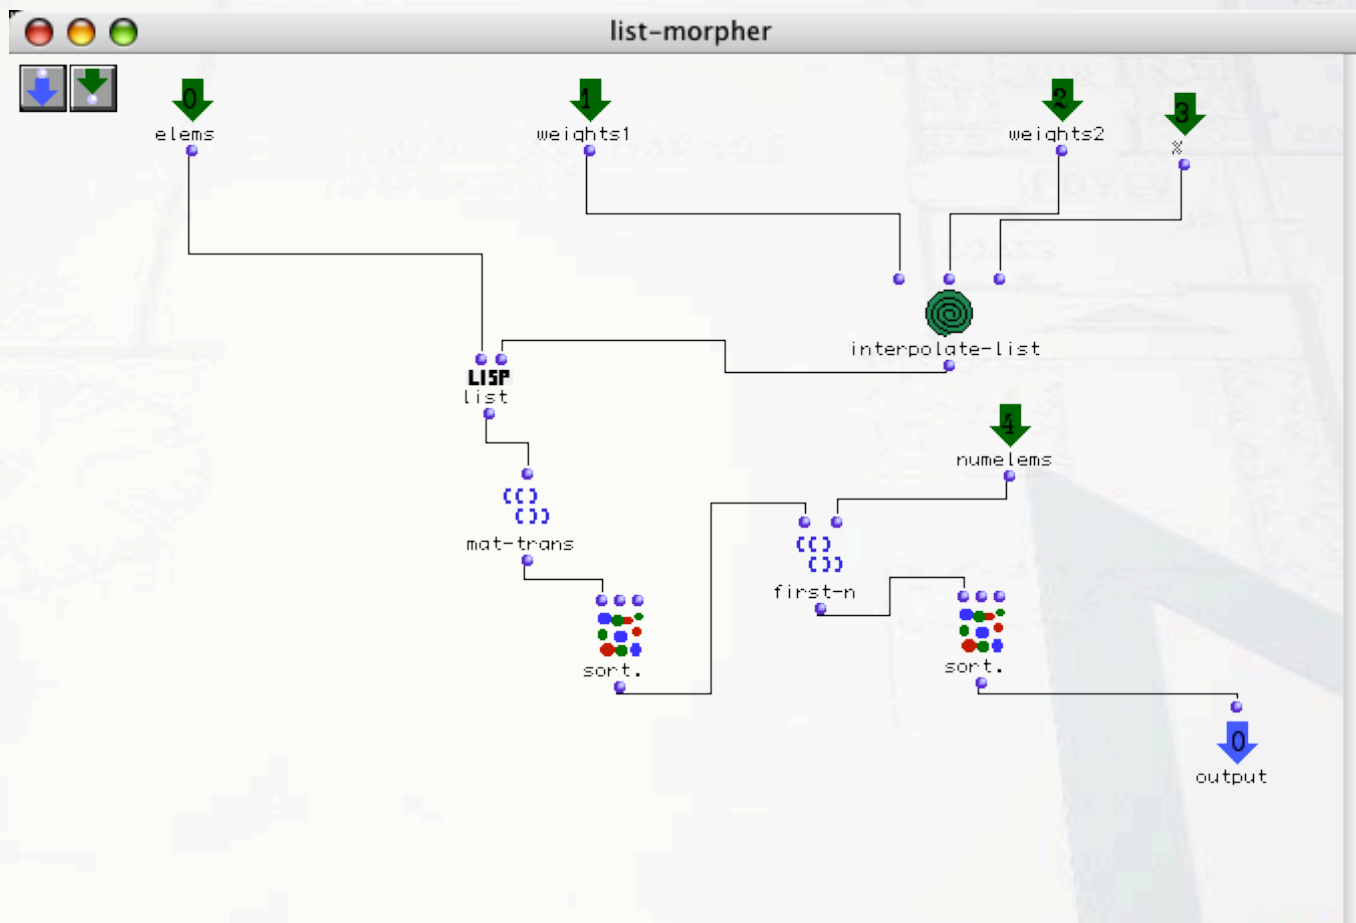 list-morpher
0
elems
1
weights1
2
weights2
3
%
interpolate-list
LISP
list
4
numelems
(()
())
mat-trans
(()
())
first-n
sort.
sort.
0
output